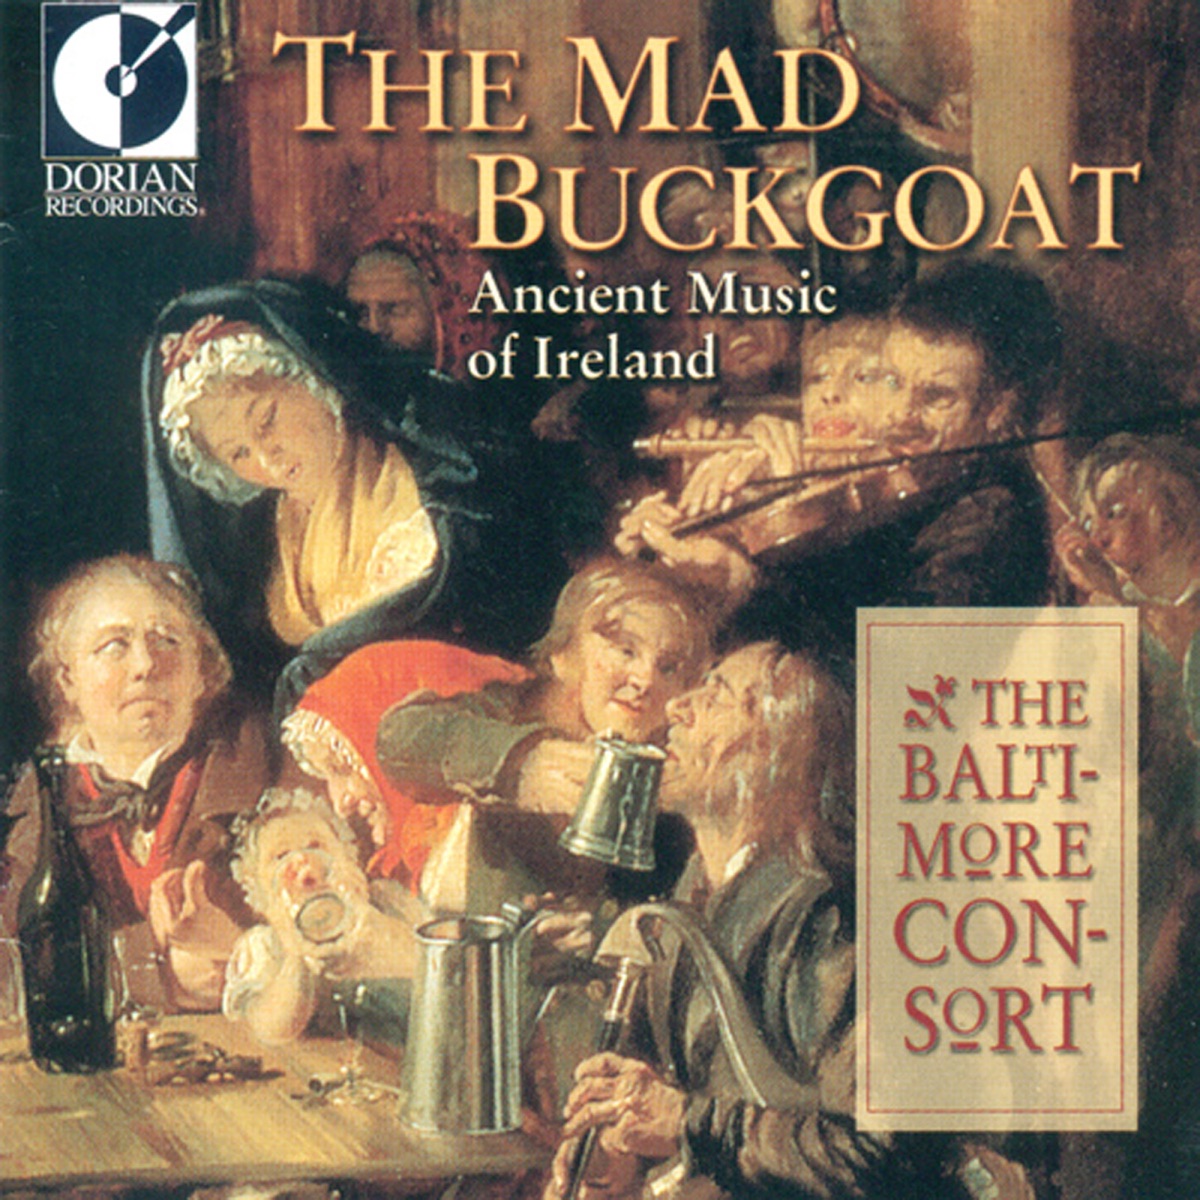 DORIAN
RECORDINGS®
THE MAD
BUCKGOAT
Ancient Music
of Ireland
THE
BALTI-
MORE
CON-
SORT